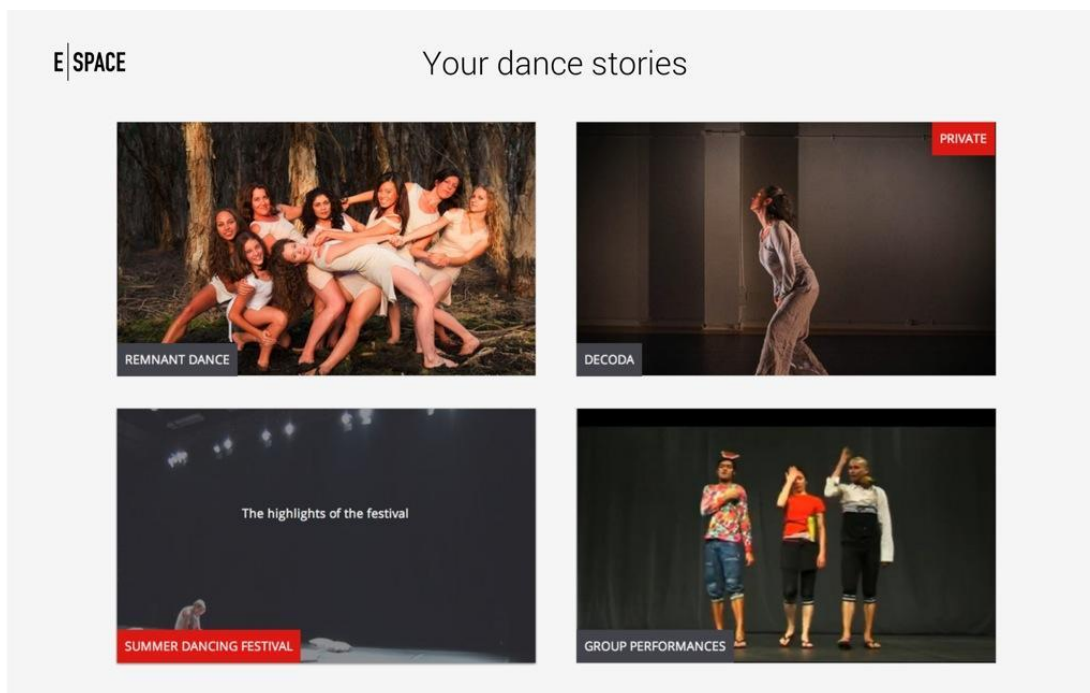 E SPACE
Your dance stories
REMNANT DANCE
PRIVATE
DECODA
The highlights of the festival
SUMMER DANCING FESTIVAL
GROUP PERFORMANCES